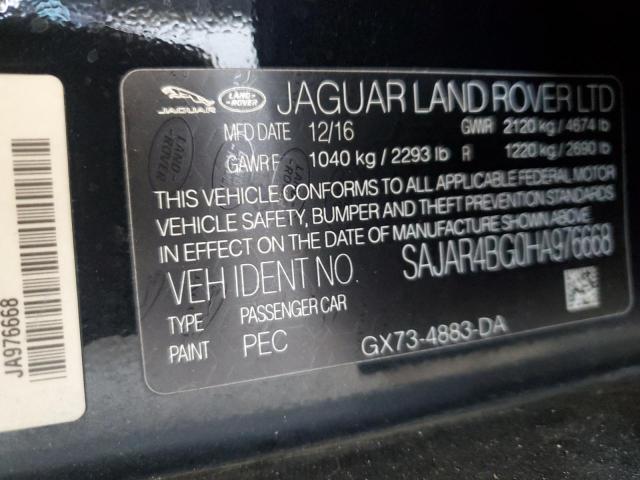 JAGUAR
LAND ROVER
JAGUAR LAND ROVER LTD
MFD DATE 12/16 GVWR 2120 kg / 4674 lb
GAWR F 1040 kg / 2293 lb R 1220 kg / 2690 lb
THIS VEHICLE CONFORMS TO ALL APPLICABLE FEDERAL MOTOR
VEHICLE SAFETY, BUMPER AND THEFT PREVENTION STANDARDS
IN EFFECT ON THE DATE OF MANUFACTURE SHOWN ABOVE
VEH IDENT NO. SAJAR4BG0HA976668
TYPE PASSENGER CAR
PAINT PEC GX73-4883-DA
JA976668